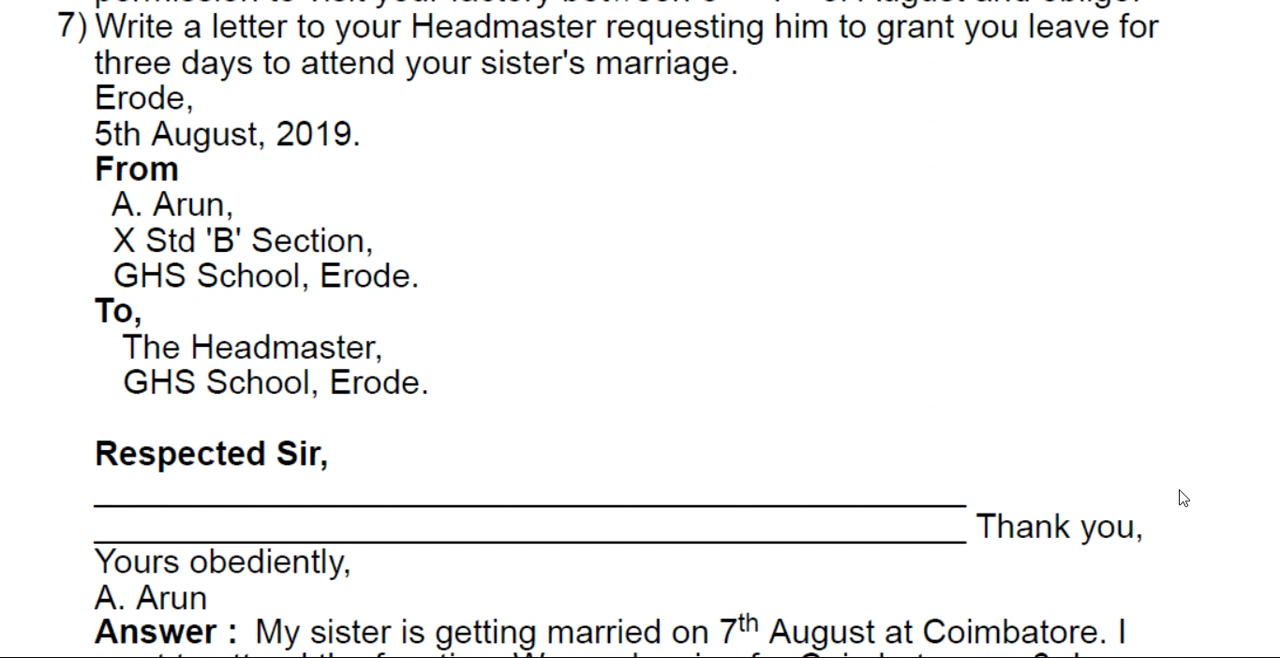 7) Write a letter to your Headmaster requesting him to grant you leave for
three days to attend your sister's marriage.
Erode,
5th August, 2019.
From
A. Arun,
X Std 'B' Section,
GHS School, Erode.
To,
The Headmaster,
GHS School, Erode.
Respected Sir,
Thank you,
Yours obediently,
A. Arun
Answer : My sister is getting married on 7th August at Coimbatore. I